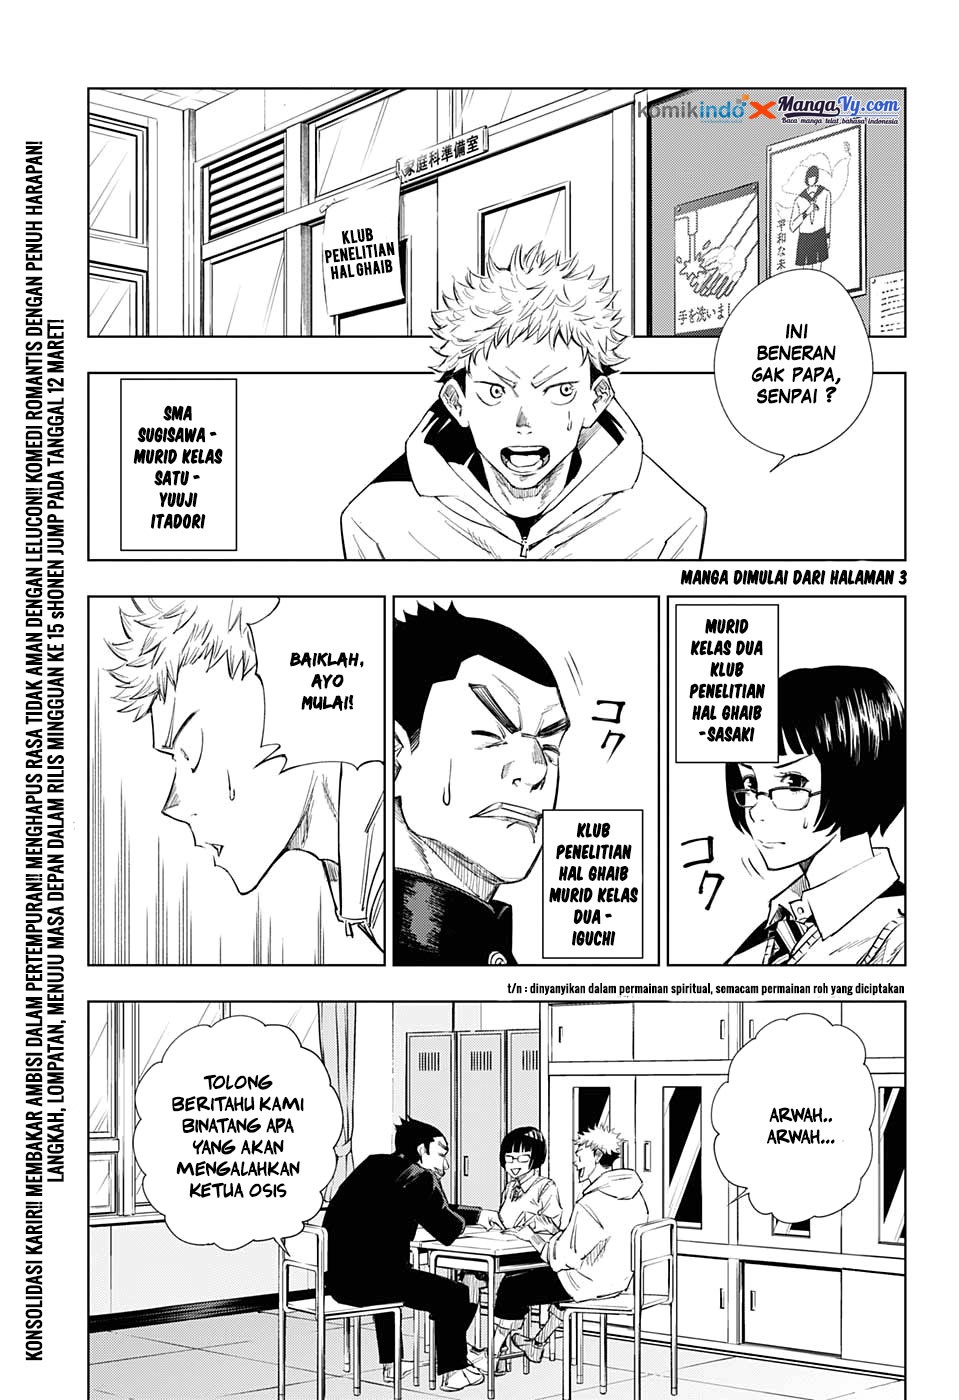 komikindo
MangaVy.com
Baca manga telat bahasa indonesia
家庭科準備室
KLUB
PENELITIAN
HAL GHAIB
手を洗いま
平和な未
INI
BENERAN
GAK PAPA,
SENPAI ?
SMA
SUGISAWA -
MURID KELAS
SATU -
YUUJI
ITADORI
MANGA DIMULAI DARI HALAMAN 3
MURID
KELAS DUA
KLUB
PENELITIAN
HAL GHAIB
-SASAKI
コク
コク
KLUB
PENELITIAN
HAL GHAIB
MURID KELAS
DUA -
IGUCHI
BAIKLAH,
AYO
MULAI!
t/n : dinyanyikan dalam permainan spiritual, semacam permainan roh yang diciptakan
ARWAH..
ARWAH...
TOLONG
BERITAHU KAMI
BINATANG APA
YANG AKAN
MENGALAHKAN
KETUA OSIS
KONSOLIDASI KARIR!! MEMBAKAR AMBISI DALAM PERTEMPURAN!! MENGHAPUS RASA TIDAK AMAN DENGAN LELUCON!! KOMEDI ROMANTIS DENGAN PENUH HARAPAN!
LANGKAH, LOMPATAN, MENUJU MASA DEPAN DALAM RILIS MINGGUAN KE 15 sHONEN JUMP PADA TANGGAL 12 MARET!